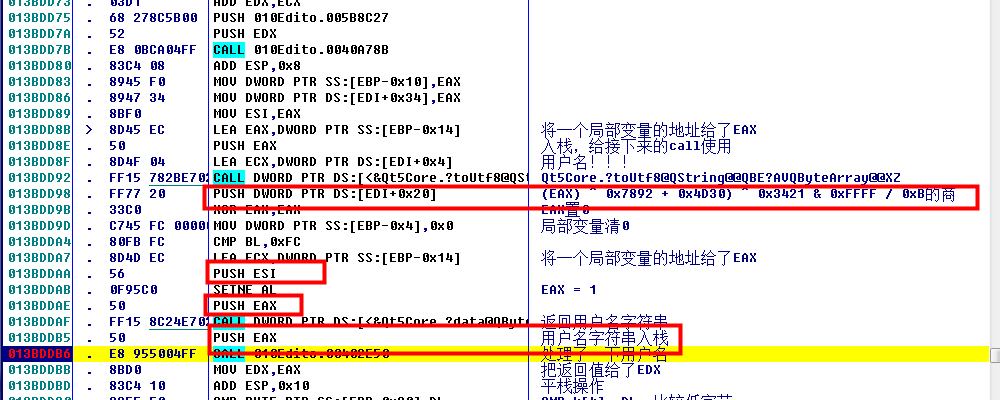 013BDD73 . 03D1 ADD EDX,ECX
013BDD75 . 68 278C5B00 PUSH 010Edito.005B8C27
013BDD7A . 52 PUSH EDX
013BDD7B . E8 0BCA04FF CALL 010Edito.0040A78B
013BDD80 . 83C4 08 ADD ESP,0x8
013BDD83 . 8945 F0 MOV DWORD PTR SS:[EBP-0x10],EAX
013BDD86 . 8947 34 MOV DWORD PTR DS:[EDI+0x34],EAX
013BDD89 . 8BF0 MOV ESI,EAX
013BDD8B > 8D45 EC LEA EAX,DWORD PTR SS:[EBP-0x14] 将一个局部变量的地址给了EAX
013BDD8E . 50 PUSH EAX 入栈，给接下来的call使用
013BDD8F . 8D4F 04 LEA ECX,DWORD PTR DS:[EDI+0x4] 用户名！！！
013BDD92 . FF15 782BE702 CALL DWORD PTR DS:[<&Qt5Core.?toUtf8@QSt Qt5Core.?toUtf8@QString@@QBE?AVQByteArray@@XZ
013BDD98 . FF77 20 PUSH DWORD PTR DS:[EDI+0x20] (EAX) ^ 0x7892 + 0x4D30) ^ 0x3421 & 0xFFFF / 0xB的商
013BDD9B . 33C0 XOR EAX,EAX EAX置0
013BDD9D . C745 FC 00000 MOV DWORD PTR SS:[EBP-0x4],0x0 局部变量清0
013BDDA4 . 80FB FC CMP BL,0xFC
013BDDA7 . 8D4D EC LEA ECX,DWORD PTR SS:[EBP-0x14] 将一个局部变量的地址给了EAX
013BDDAA . 56 PUSH ESI
013BDDAB . 0F95C0 SETNE AL EAX = 1
013BDDAE . 50 PUSH EAX
013BDDAF . FF15 8C24E702 CALL DWORD PTR DS:[<&Qt5Core.?data@QByt 返回用户名字符串
013BDDB5 . 50 PUSH EAX 用户名字符串入栈
013BDDB6 . E8 955004FF CALL 010Edito.00402E50 处理了一下用户名
013BDDBB . 8BD0 MOV EDX,EAX 把返回值给了EDX
013BDDBD . 83C4 10 ADD ESP,0x10 平栈操作